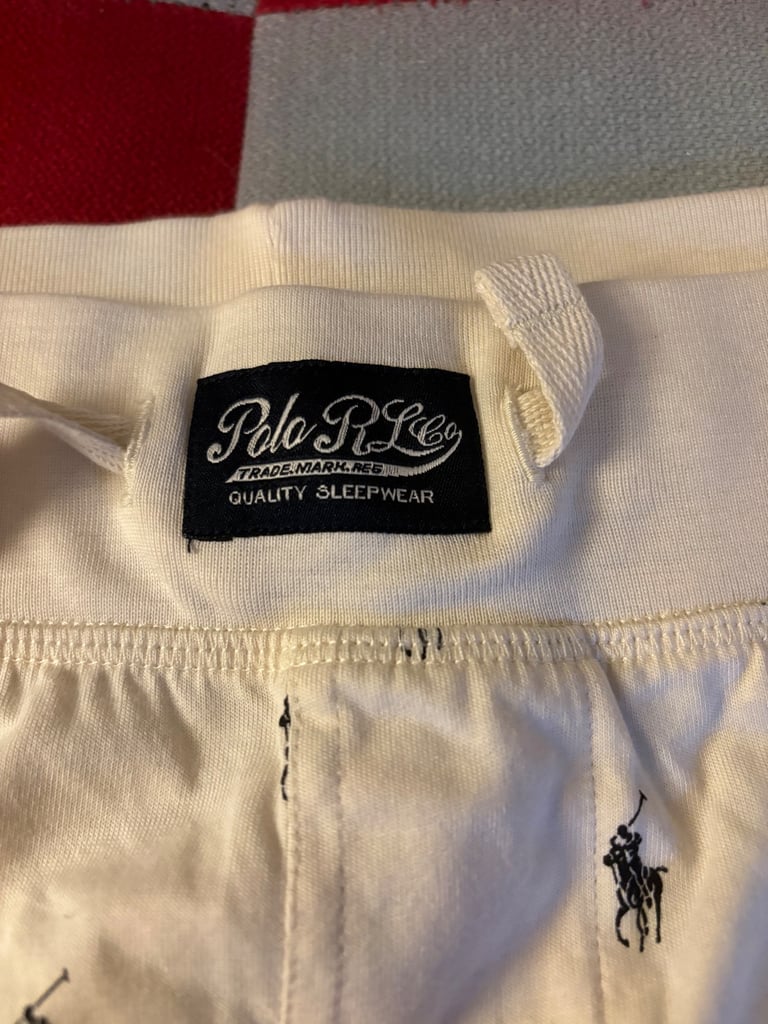 Polo RL Co.
TRADE.MARK.REG
QUALITY SLEEPWEAR